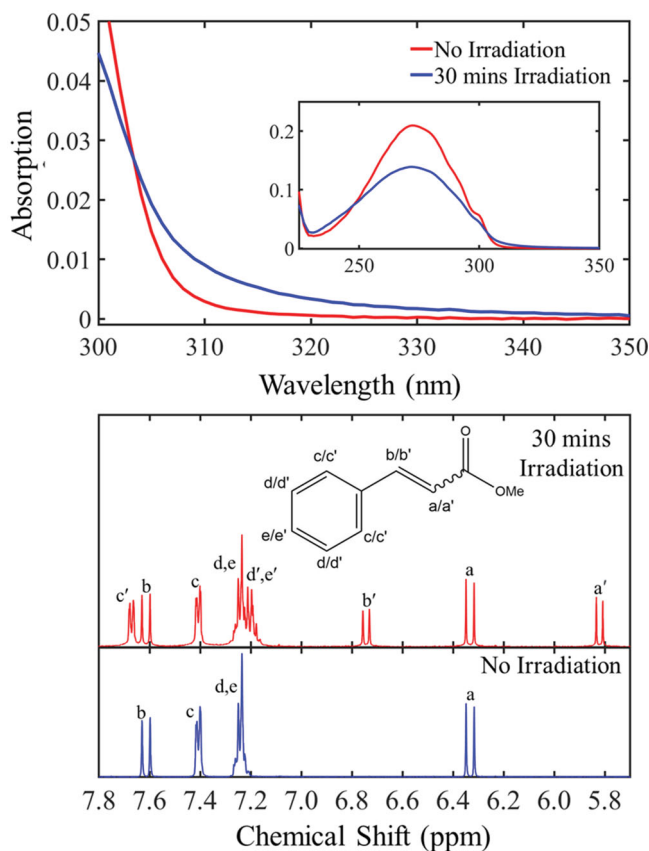 0.05
0.04
0.03
0.02
0.01
0
Absorption
No Irradiation
30 mins Irradiation
0.2
0.1
0
250 300 350
300 310 320 330 340 350
Wavelength (nm)
30 mins
Irradiation
O
OMe
c/c'
b/b'
d/d'
a/a'
e/e'
c/c'
d/d'
c'
b
c
d,e
d',e'
b'
a
a'
No Irradiation
b
c
d,e
a
7.8 7.6 7.4 7.2 7.0 6.8 6.6 6.4 6.2 6.0 5.8
Chemical Shift (ppm)